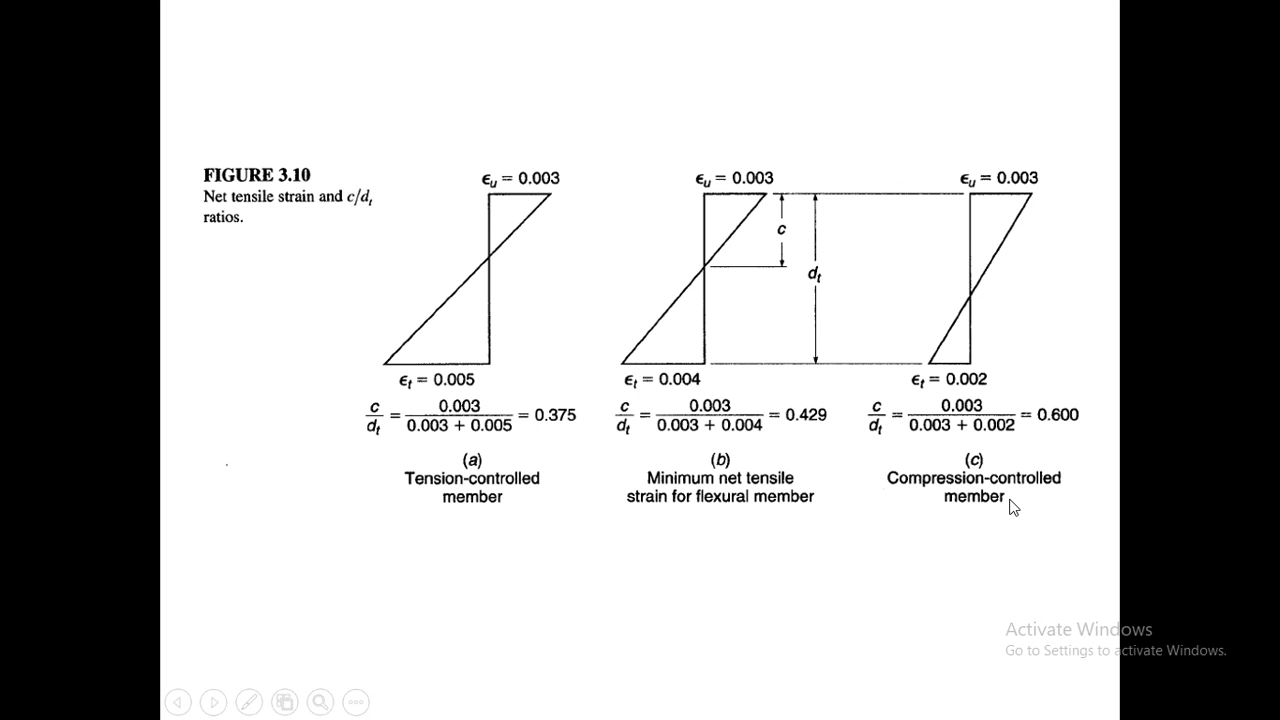 FIGURE 3.10
Net tensile strain and c/dₜ
ratios.
ϵᵤ = 0.003
ϵᵤ = 0.003
ϵᵤ = 0.003
c
dₜ
ϵₜ = 0.005
ϵₜ = 0.004
ϵₜ = 0.002
c/dₜ = 0.003/(0.003 + 0.005) = 0.375
c/dₜ = 0.003/(0.003 + 0.004) = 0.429
c/dₜ = 0.003/(0.003 + 0.002) = 0.600
(a)
Tension-controlled
member
(b)
Minimum net tensile
strain for flexural member
(c)
Compression-controlled
member
Activate Windows
Go to Settings to activate Windows.